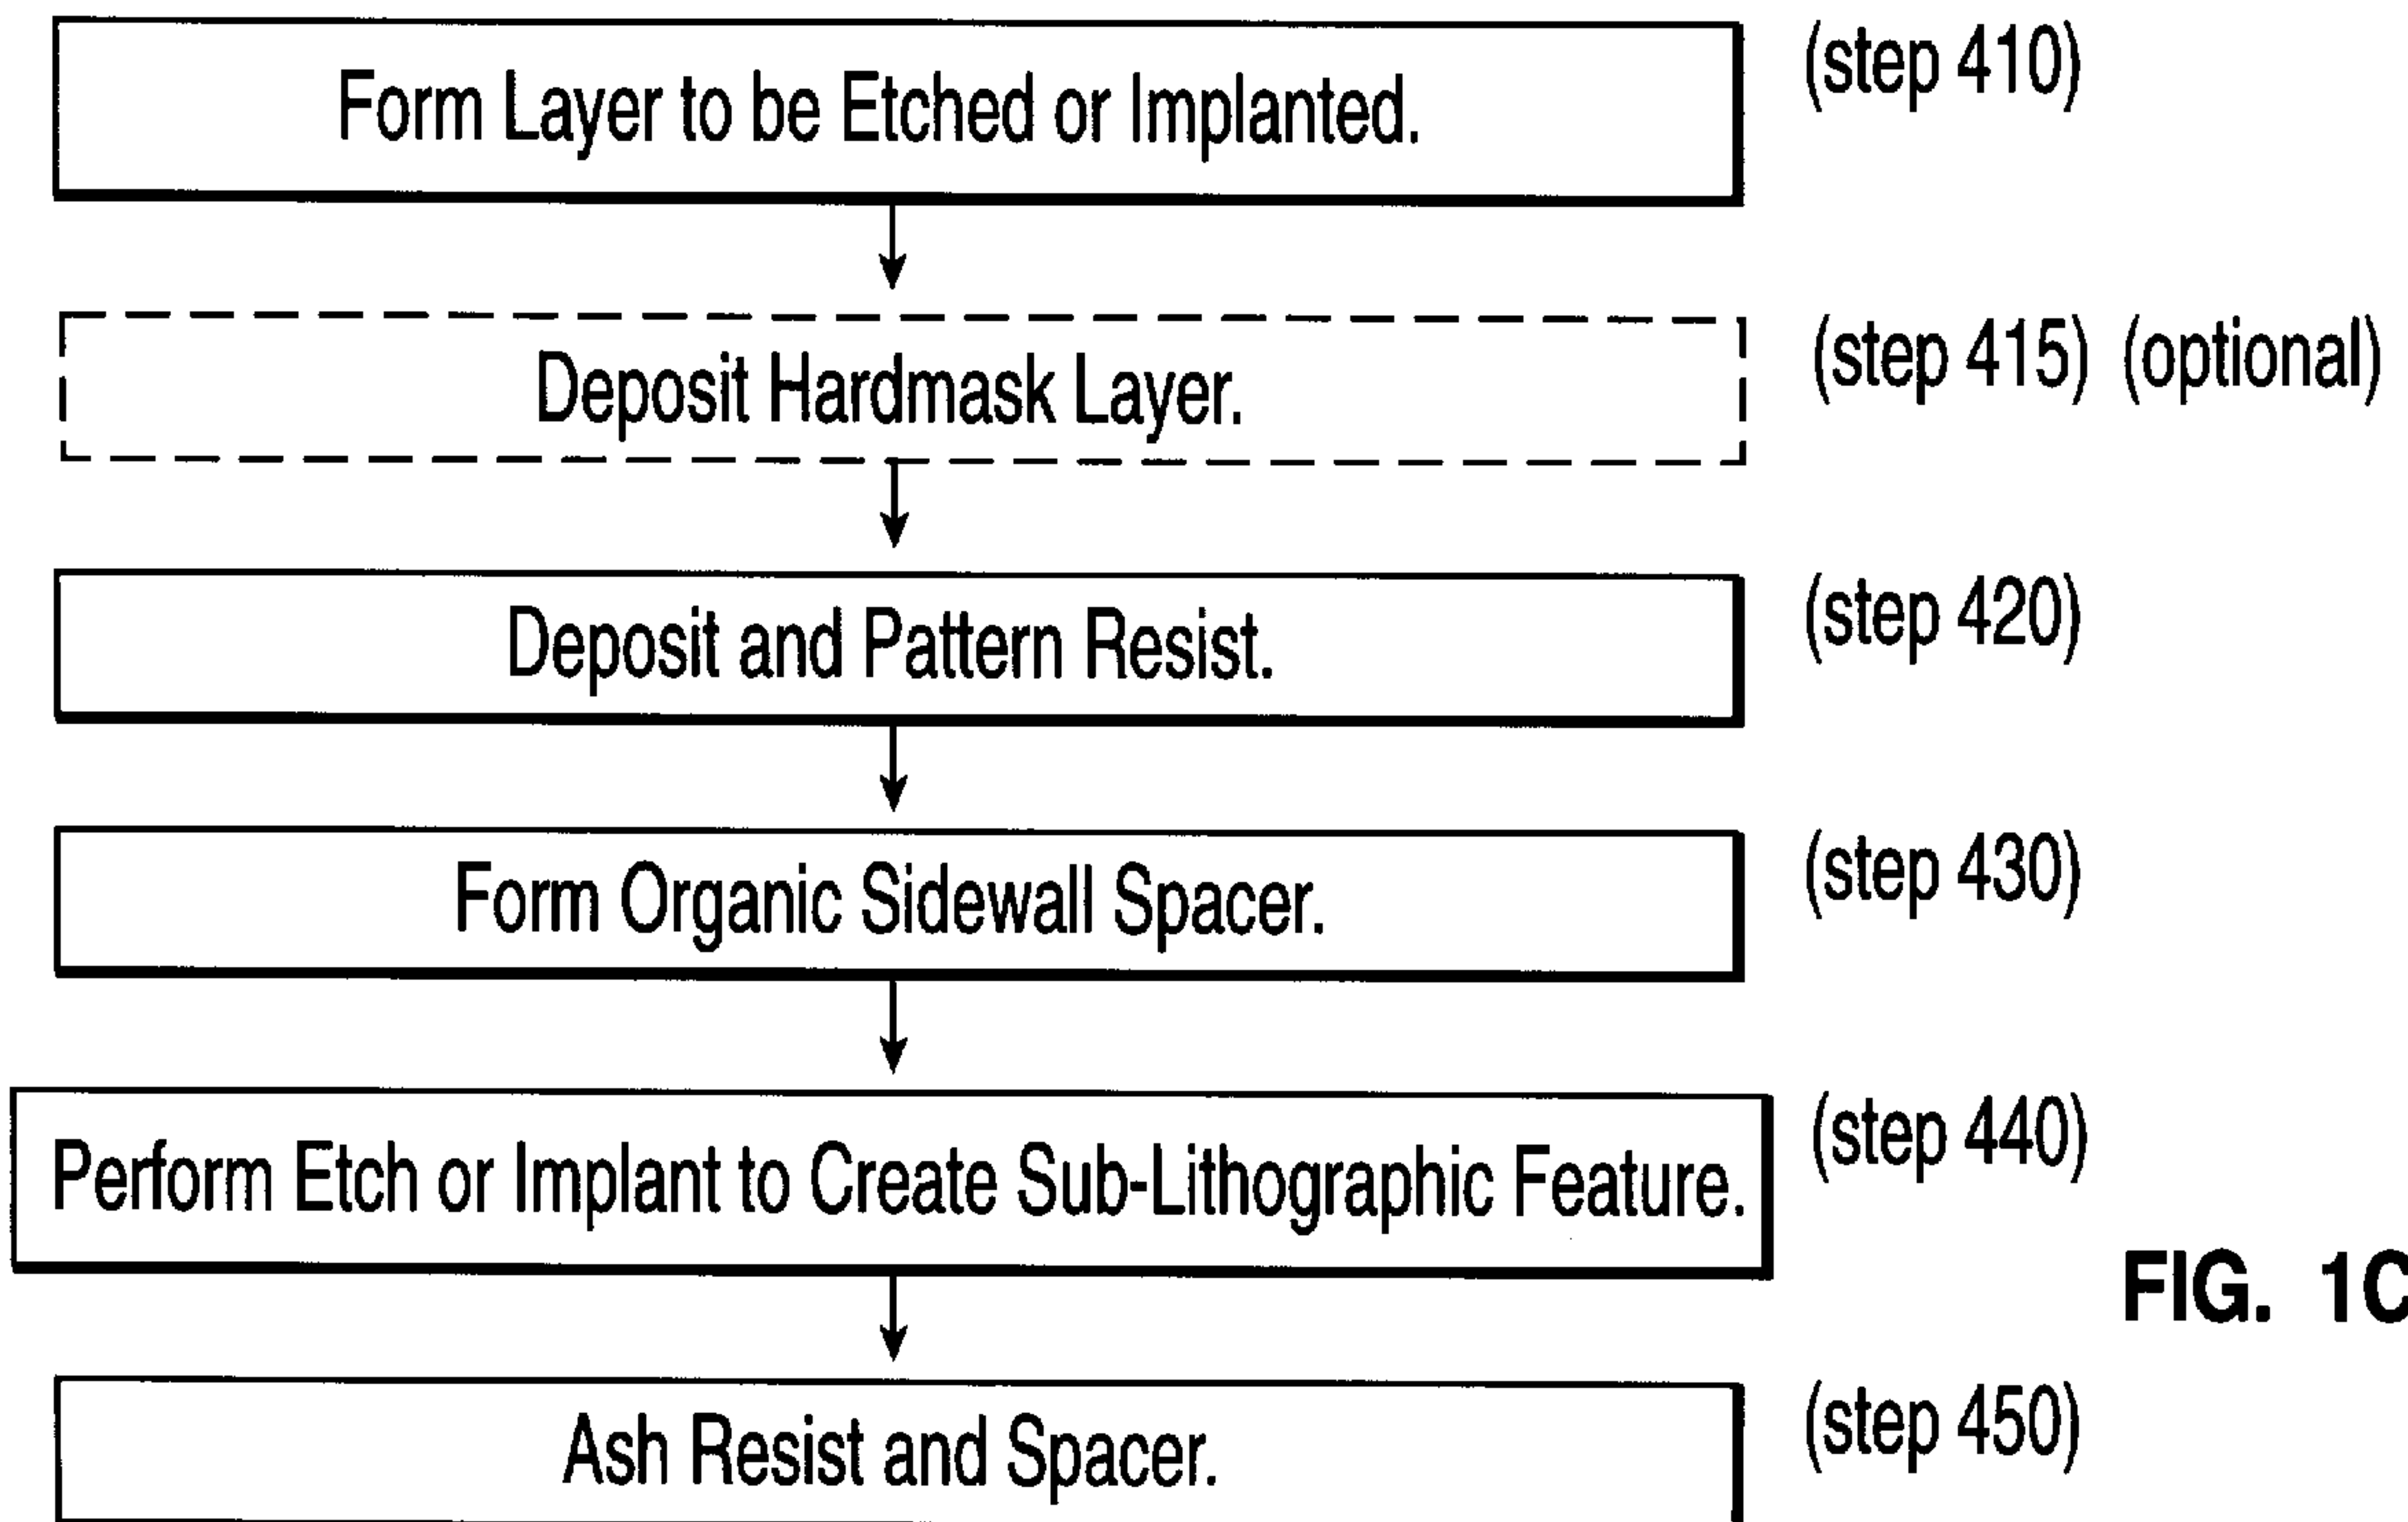 Form Layer to be Etched or Implanted. (step 410)
Deposit Hardmask Layer. (step 415) (optional)
Deposit and Pattern Resist. (step 420)
Form Organic Sidewall Spacer. (step 430)
Perform Etch or Implant to Create Sub-Lithographic Feature. (step 440)
FIG. 1C
Ash Resist and Spacer. (step 450)